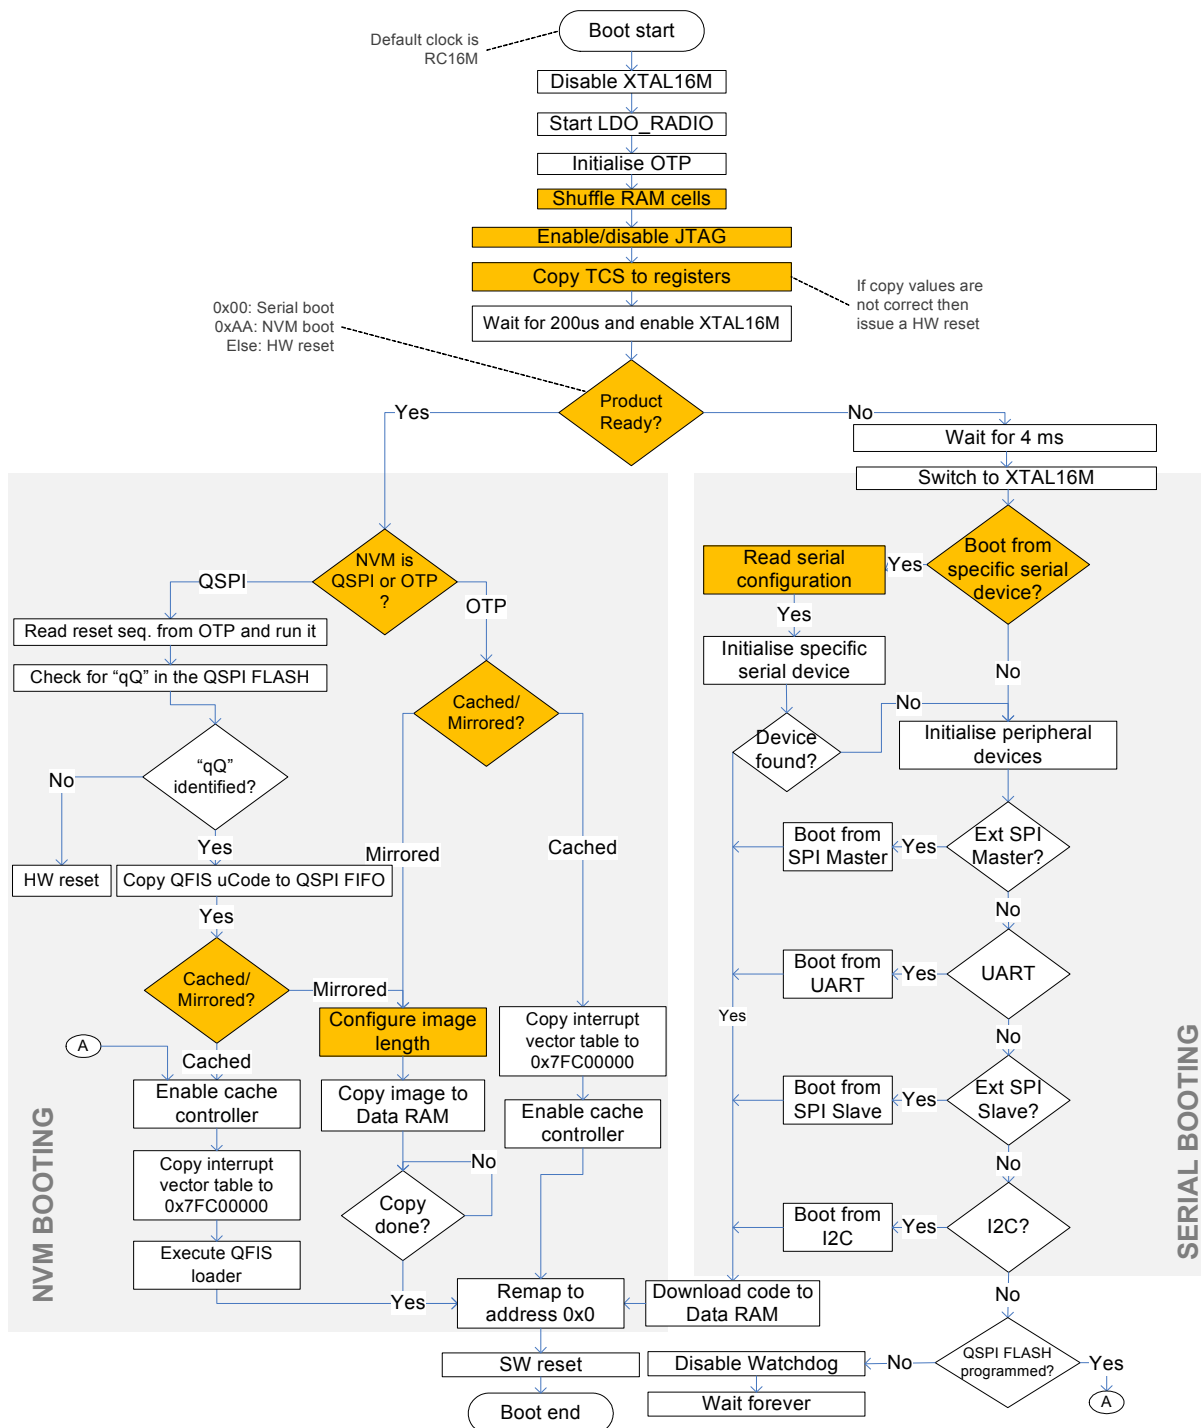 Boot start
Default clock is
RC16M
Disable XTAL16M
Start LDO_RADIO
Initialise OTP
Shuffle RAM cells
Enable/disable JTAG
Copy TCS to registers
If copy values are
not correct then
issue a HW reset
Wait for 200us and enable XTAL16M
0x00: Serial boot
0xAA: NVM boot
Else: HW reset
Product
Ready?
Yes
No
Wait for 4 ms
Switch to XTAL16M
NVM is
QSPI or OTP
?
QSPI
OTP
Read reset seq. from OTP and run it
Check for “qQ” in the QSPI FLASH
“qQ”
identified?
No
Yes
HW reset
Copy QFIS uCode to QSPI FIFO
Yes
Cached/
Mirrored?
Mirrored
Cached
A
Enable cache
controller
Copy interrupt
vector table to
0x7FC00000
Execute QFIS
loader
Cached/
Mirrored?
Mirrored
Cached
Configure image
length
Copy image to
Data RAM
No
Copy
done?
Yes
Copy interrupt
vector table to
0x7FC00000
Enable cache
controller
Remap to
address 0x0
SW reset
Boot end
NVM BOOTING
Boot from
specific serial
device?
Yes
Read serial
configuration
Yes
Initialise specific
serial device
No
No
Device
found?
Initialise peripheral
devices
Boot from
SPI Master
Yes
Ext SPI
Master?
No
Boot from
UART
Yes
UART
Yes
No
Boot from
SPI Slave
Yes
Ext SPI
Slave?
No
Boot from
I2C
Yes
I2C?
No
Download code to
Data RAM
SERIAL BOOTING
QSPI FLASH
programmed?
No
Yes
A
Disable Watchdog
Wait forever